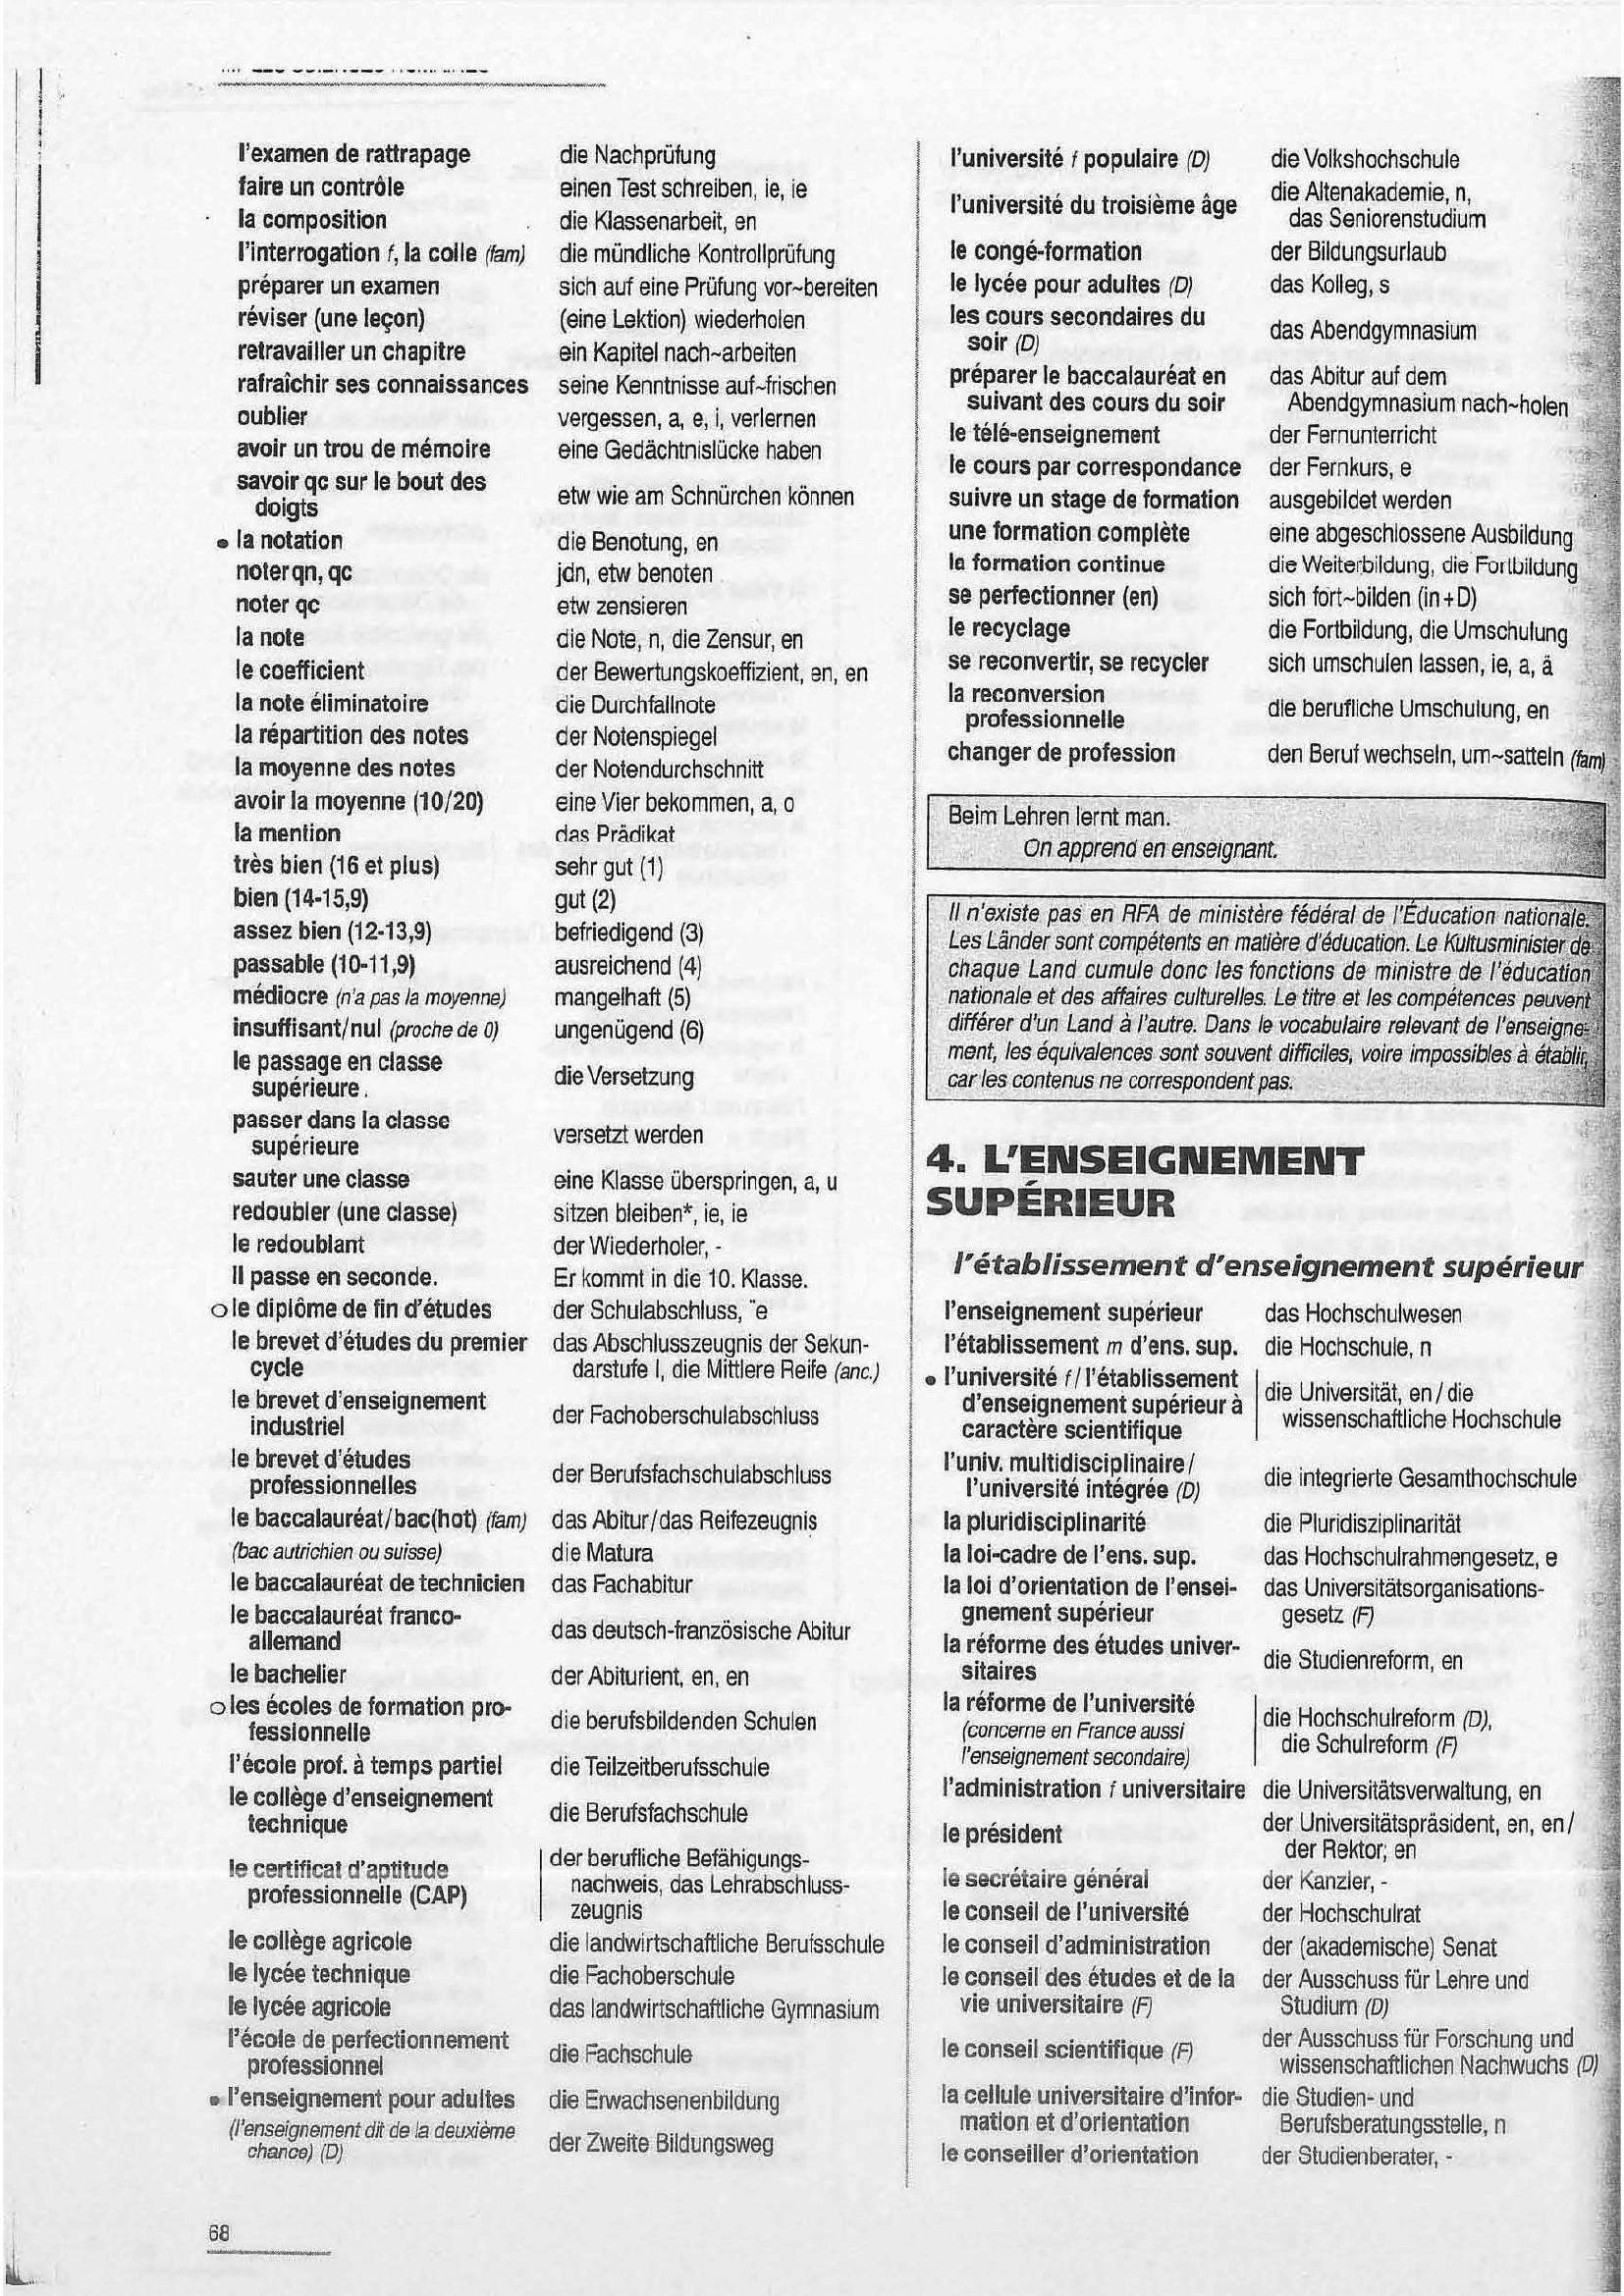 l'examen de rattrapage die Nachprüfung
faire un contrôle einen Test schreiben, ie, ie
la composition die Klassenarbeit, en
l'interrogation f, la colle (fam) die mündliche Kontrollprüfung
préparer un examen sich auf eine Prüfung vor~bereiten
réviser (une leçon) (eine Lektion) wiederholen
retravailler un chapitre ein Kapitel nach~arbeiten
rafraîchir ses connaissances seine Kenntnisse auf~frischen
oublier vergessen, a, e, i, verlernen
avoir un trou de mémoire eine Gedächtnislücke haben
savoir qc sur le bout des
doigts etw wie am Schnürchen können
• la notation die Benotung, en
noter qn, qc jdn, etw benoten
noter qc etw zensieren
la note die Note, n, die Zensur, en
le coefficient der Bewertungskoeffizient, en, en
la note éliminatoire die Durchfallnote
la répartition des notes der Notenspiegel
la moyenne des notes der Notendurchschnitt
avoir la moyenne (10/20) eine Vier bekommen, a, o
la mention das Prädikat
très bien (16 et plus) sehr gut (1)
bien (14-15,9) gut (2)
assez bien (12-13,9) befriedigend (3)
passable (10-11,9) ausreichend (4)
médiocre (n'a pas la moyenne) mangelhaft (5)
insuffisant/nul (proche de 0) ungenügend (6)
le passage en classe
supérieure. die Versetzung
passer dans la classe
supérieure versetzt werden
sauter une classe eine Klasse überspringen, a, u
redoubler (une classe) sitzen bleiben*, ie, ie
le redoublant der Wiederholer, -
Il passe en seconde. Er kommt in die 10. Klasse.
o le diplôme de fin d'études der Schulabschluss, ¨e
le brevet d'études du premier das Abschlusszeugnis der Sekun-
cycle darstufe I, die Mittlere Reife (anc.)
le brevet d'enseignement
industriel der Fachoberschulabschluss
le brevet d'études
professionnelles der Berufsfachschulabschluss
le baccalauréat/bac(hot) (fam) das Abitur/das Reifezeugnis
(bac autrichien ou suisse) die Matura
le baccalauréat de technicien das Fachabitur
le baccalauréat franco-
allemand das deutsch-französische Abitur
le bachelier der Abiturient, en, en
o les écoles de formation pro-
fessionnelle die berufsbildenden Schulen
l'école prof. à temps partiel die Teilzeitberufsschule
le collège d'enseignement
technique die Berufsfachschule
le certificat d'aptitude der berufliche Befähigungs-
professionnelle (CAP) nachweis, das Lehrabschluss-
zeugnis
le collège agricole die landwirtschaftliche Berufsschule
le lycée technique die Fachoberschule
le lycée agricole das landwirtschaftliche Gymnasium
l'école de perfectionnement
professionnel die Fachschule
• l'enseignement pour adultes die Erwachsenenbildung
(l'enseignement dit de la deuxième
chance) (D) der Zweite Bildungsweg
68
l'université f populaire (D) die Volkshochschule
l'université du troisième âge die Altenakademie, n,
das Seniorenstudium
le congé-formation der Bildungsurlaub
le lycée pour adultes (D) das Kolleg, s
les cours secondaires du
soir (D) das Abendgymnasium
préparer le baccalauréat en das Abitur auf dem
suivant des cours du soir Abendgymnasium nach~holen
le télé-enseignement der Fernunterricht
le cours par correspondance der Fernkurs, e
suivre un stage de formation ausgebildet werden
une formation complète eine abgeschlossene Ausbildung
la formation continue die Weiterbildung, die Fortbildung
se perfectionner (en) sich fort~bilden (in+D)
le recyclage die Fortbildung, die Umschulung
se reconvertir, se recycler sich umschulen lassen, ie, a, ä
la reconversion
professionnelle die berufliche Umschulung, en
changer de profession den Beruf wechseln, um~satteln (fam)
Beim Lehren lernt man.
On apprend en enseignant.
Il n'existe pas en RFA de ministère fédéral de l'Éducation nationale.
Les Länder sont compétents en matière d'éducation. Le Kultusminister de
chaque Land cumule donc les fonctions de ministre de l'éducation
nationale et des affaires culturelles. Le titre et les compétences peuvent
différer d'un Land à l'autre. Dans le vocabulaire relevant de l'enseigne-
ment, les équivalences sont souvent difficiles, voire impossibles à établir,
car les contenus ne correspondent pas.
4. L'ENSEIGNEMENT
SUPÉRIEUR
l'établissement d'enseignement supérieur
l'enseignement supérieur das Hochschulwesen
l'établissement m d'ens. sup. die Hochschule, n
• l'université f / l'établissement
d'enseignement supérieur à die Universität, en / die
caractère scientifique wissenschaftliche Hochschule
l'univ. multidisciplinaire/
l'université intégrée (D) die integrierte Gesamthochschule
la pluridisciplinarité die Pluridisziplinarität
la loi-cadre de l'ens. sup. das Hochschulrahmengesetz, e
la loi d'orientation de l'ensei- das Universitätsorganisations-
gnement supérieur gesetz (F)
la réforme des études univer-
sitaires die Studienreform, en
la réforme de l'université
(concerne en France aussi die Hochschulreform (D),
l'enseignement secondaire) die Schulreform (F)
l'administration f universitaire die Universitätsverwaltung, en
le président der Universitätspräsident, en, en/
der Rektor, en
le secrétaire général der Kanzler, -
le conseil de l'université der Hochschulrat
le conseil d'administration der (akademische) Senat
le conseil des études et de la der Ausschuss für Lehre und
vie universitaire (F) Studium (D)
le conseil scientifique (F) der Ausschuss für Forschung und
wissenschaftlichen Nachwuchs (D)
la cellule universitaire d'infor- die Studien- und
mation et d'orientation Berufsberatungsstelle, n
le conseiller d'orientation der Studienberater, -